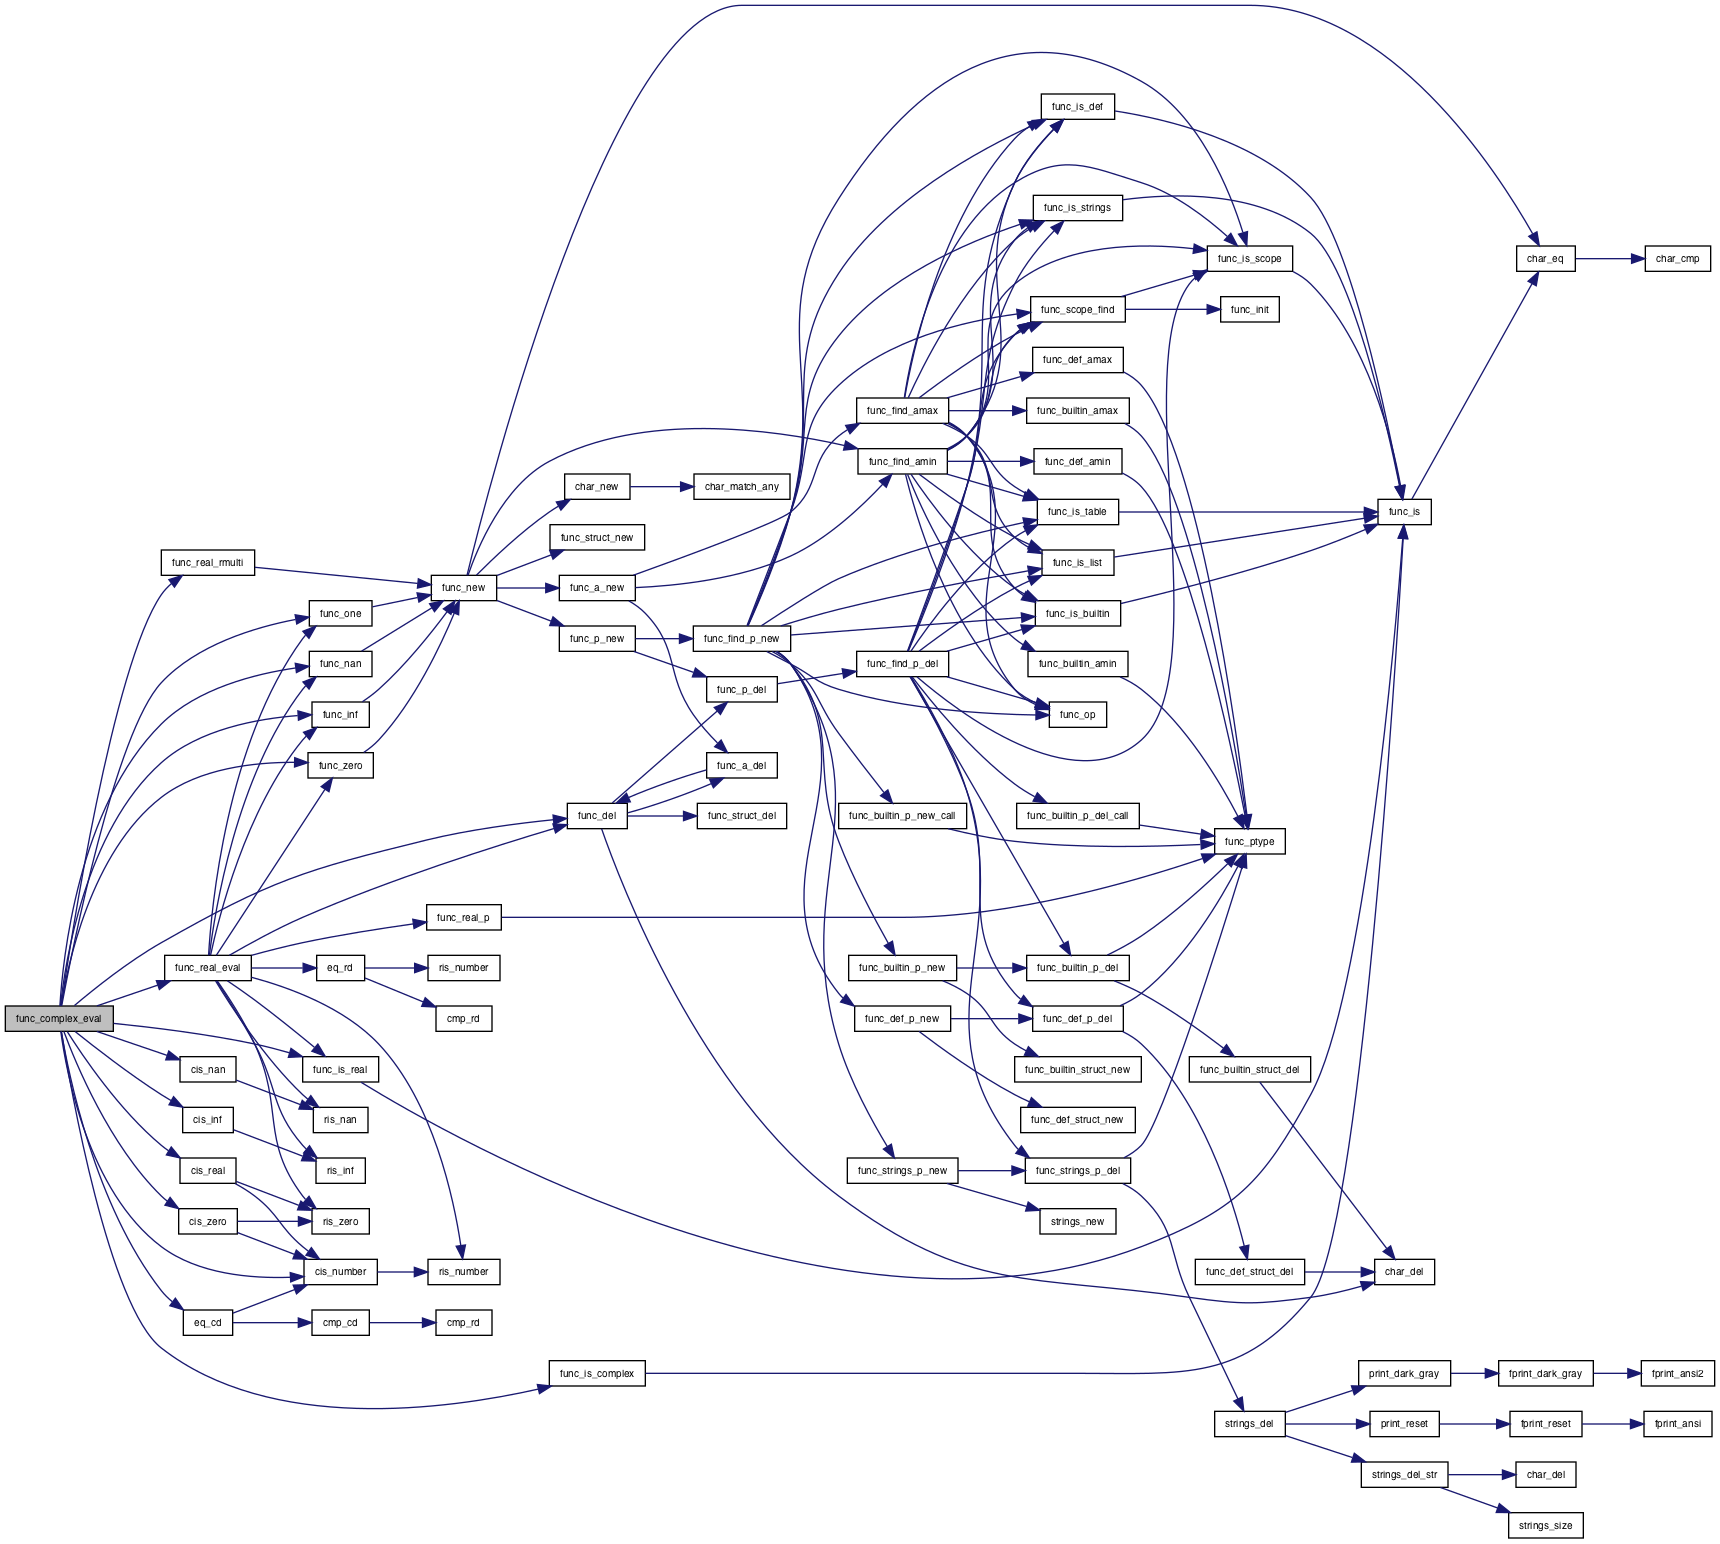 func_is_def
func_is_strings
func_is_scope
char_eq
char_cmp
func_scope_find
func_init
func_def_amax
func_find_amax
func_builtin_amax
func_find_amin
func_def_amin
char_new
char_match_any
func_is_table
func_is
func_struct_new
func_real_rmulti
func_is_list
func_new
func_a_new
func_one
func_is_builtin
func_p_new
func_find_p_new
func_nan
func_find_p_del
func_builtin_amin
func_p_del
func_inf
func_op
func_zero
func_a_del
func_del
func_struct_del
func_builtin_p_new_call
func_builtin_p_del_call
func_ptype
func_real_p
func_real_eval
eq_rd
ris_number
func_builtin_p_new
func_builtin_p_del
func_complex_eval
cmp_rd
func_def_p_new
func_def_p_del
cis_nan
func_is_real
func_builtin_struct_new
func_builtin_struct_del
cis_inf
ris_nan
func_def_struct_new
cis_real
ris_inf
func_strings_p_new
func_strings_p_del
cis_zero
ris_zero
strings_new
cis_number
ris_number
func_def_struct_del
char_del
eq_cd
cmp_cd
cmp_rd
func_is_complex
print_dark_gray
fprint_dark_gray
fprint_ansi2
strings_del
print_reset
fprint_reset
fprint_ansi
strings_del_str
char_del
strings_size